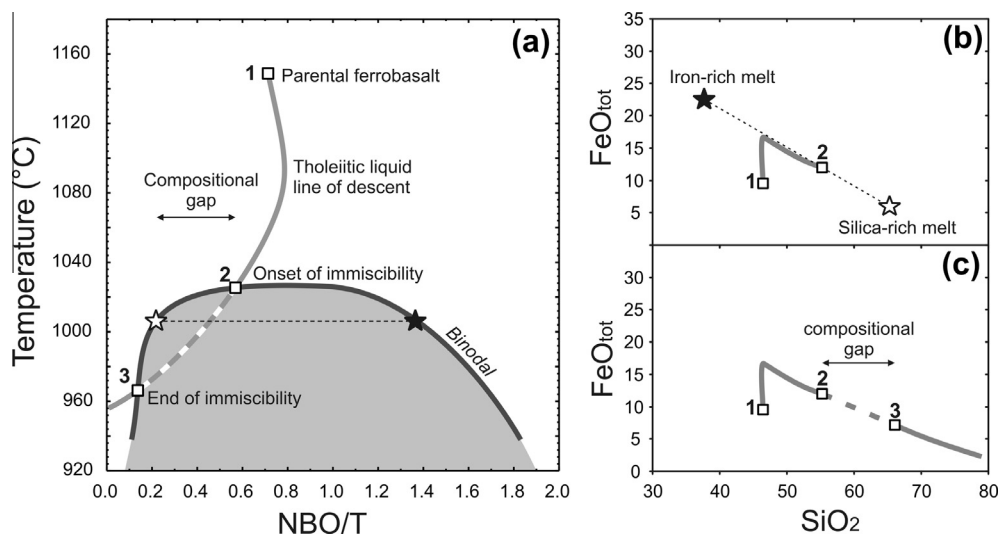 (a)
1160
1120
1080
1040
1000
960
920
Temperature (°C)
1
Parental ferrobasalt
Tholeiitic liquid
line of descent
Compositional
gap
2
Onset of immiscibility
Binodal
3
End of immiscibility
0.0 0.2 0.4 0.6 0.8 1.0 1.2 1.4 1.6 1.8 2.0
NBO/T
(b)
35
30
25
20
15
10
5
FeOtot
Iron-rich melt
1
2
Silica-rich melt
(c)
35
30
25
20
15
10
5
0
FeOtot
compositional
gap
1
2
3
30 40 50 60 70 80
SiO2